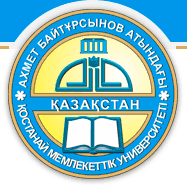 АХМЕТ БАЙТҰРСЫНОВ АТЫНДАҒЫ
ҚАЗАҚСТАН
ҚОСТАНАЙ МЕМЛЕКЕТТІК УНИВЕРСИТЕТІ